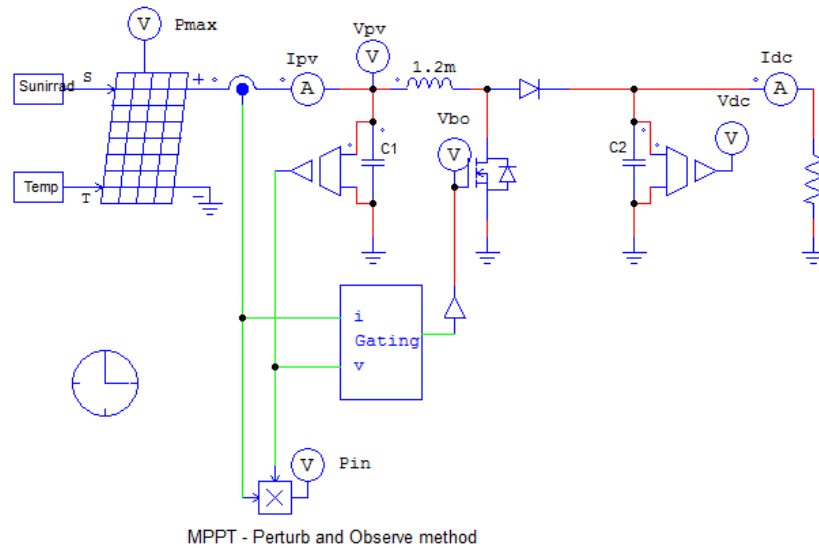 V Pmax
Vpv
V
Ipv
A
1.2m
Idc
A
Sunirrad
S
+
Vdc
V
Vbo
V
C1
C2
Temp
T
i
Gating
v
V
Pin
MPPT - Perturb and Observe method